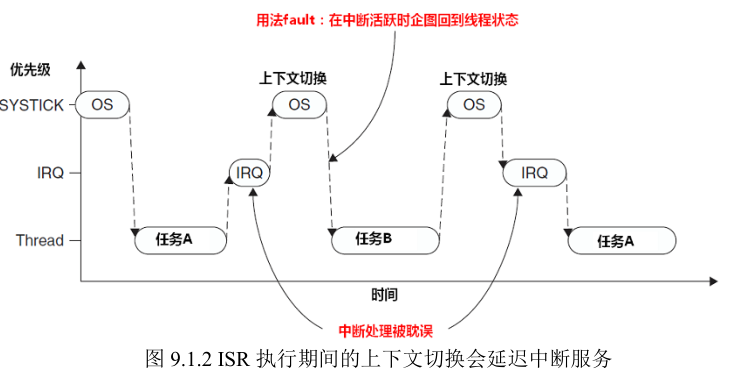 用法fault：在中断活跃时企图回到线程状态
优先级
上下文切换
上下文切换
SYSTICK
OS
OS
OS
IRQ
IRQ
IRQ
Thread
任务A
任务B
任务A
时间
中断处理被耽误
图 9.1.2 ISR 执行期间的上下文切换会延迟中断服务